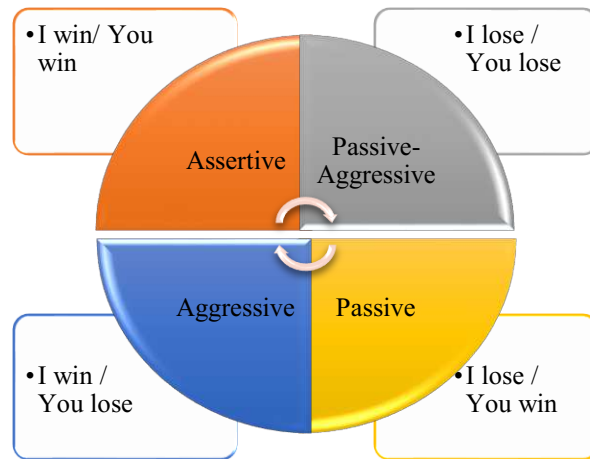 •I win/ You
win
•I lose /
You lose
Assertive
Passive-
Aggressive
Aggressive
Passive
•I win /
You lose
•I lose /
You win